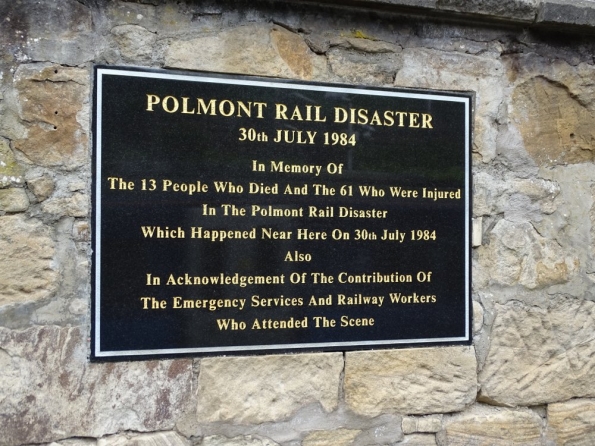 POLMONT RAIL DISASTER
30th JULY 1984
In Memory Of
The 13 People Who Died And The 61 Who Were Injured
In The Polmont Rail Disaster
Which Happened Near Here On 30th July 1984
Also
In Acknowledgement Of The Contribution Of
The Emergency Services And Railway Workers
Who Attended The Scene